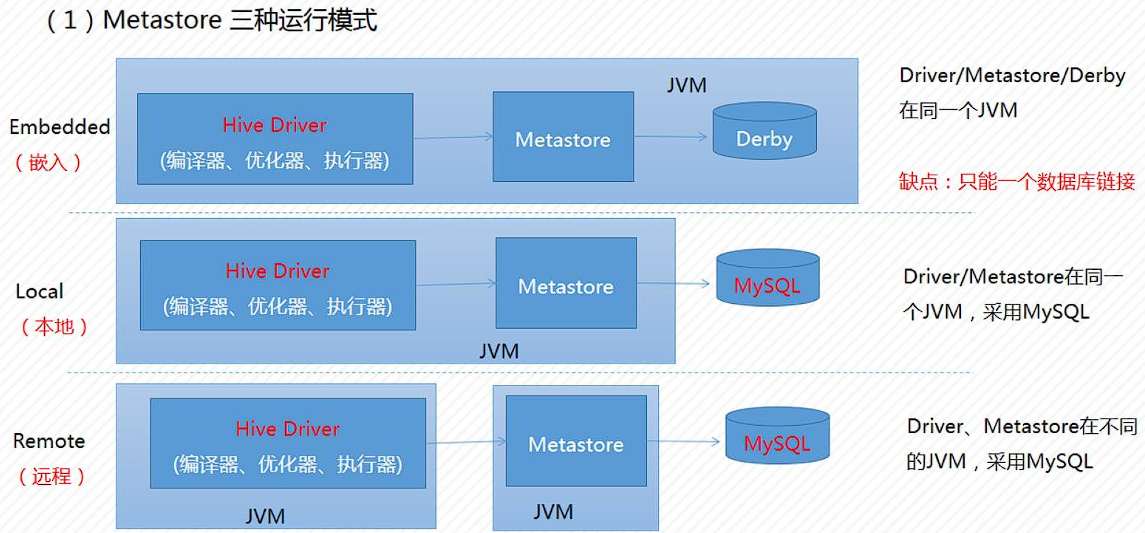 （1）Metastore 三种运行模式
Embedded
（嵌入）
Hive Driver
(编译器、优化器、执行器)
Metastore
JVM
Derby
Driver/Metastore/Derby
在同一个JVM
缺点：只能一个数据库链接
Local
（本地）
Hive Driver
(编译器、优化器、执行器)
Metastore
JVM
MySQL
Driver/Metastore在同一
个JVM，采用MySQL
Remote
（远程）
Hive Driver
(编译器、优化器、执行器)
JVM
Metastore
JVM
MySQL
Driver、Metastore在不同
的JVM，采用MySQL